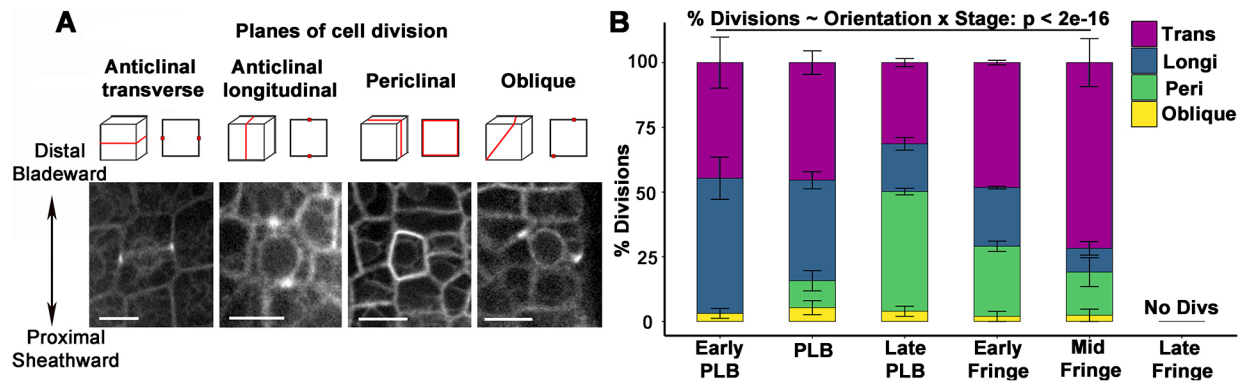 A
Planes of cell division
Anticlinal
transverse
Anticlinal
longitudinal
Periclinal
Oblique
Distal
Bladeward
Proximal
Sheathward
B
% Divisions ~ Orientation x Stage: p < 2e-16
Trans
Longi
Peri
Oblique
% Divisions
100
75
50
25
0
No Divs
Early
PLB
PLB
Late
PLB
Early
Fringe
Mid
Fringe
Late
Fringe